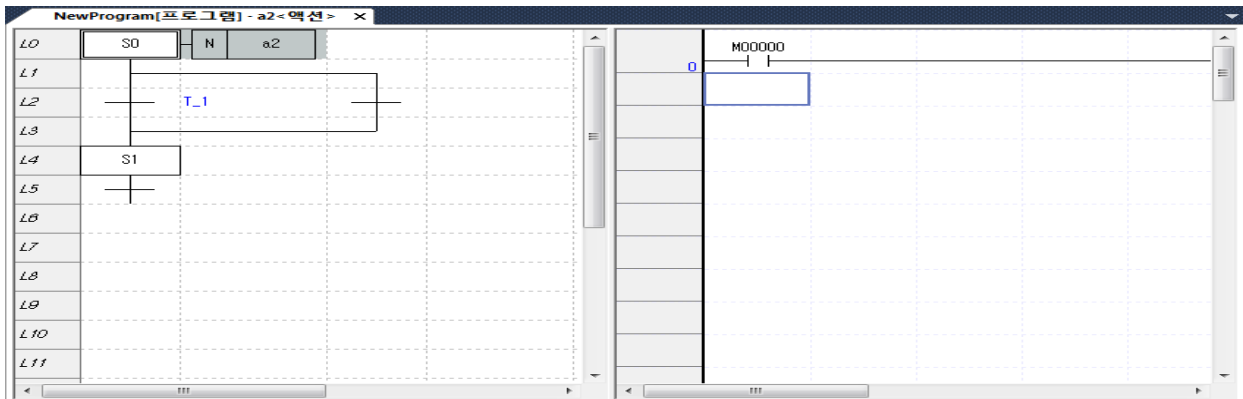 NewProgram[프로그램] - a2<액션> ×
L0 S0 N a2
L1
L2 T_1
L3
L4 S1
L5
L6
L7
L8
L9
L10
L11
M00000
0